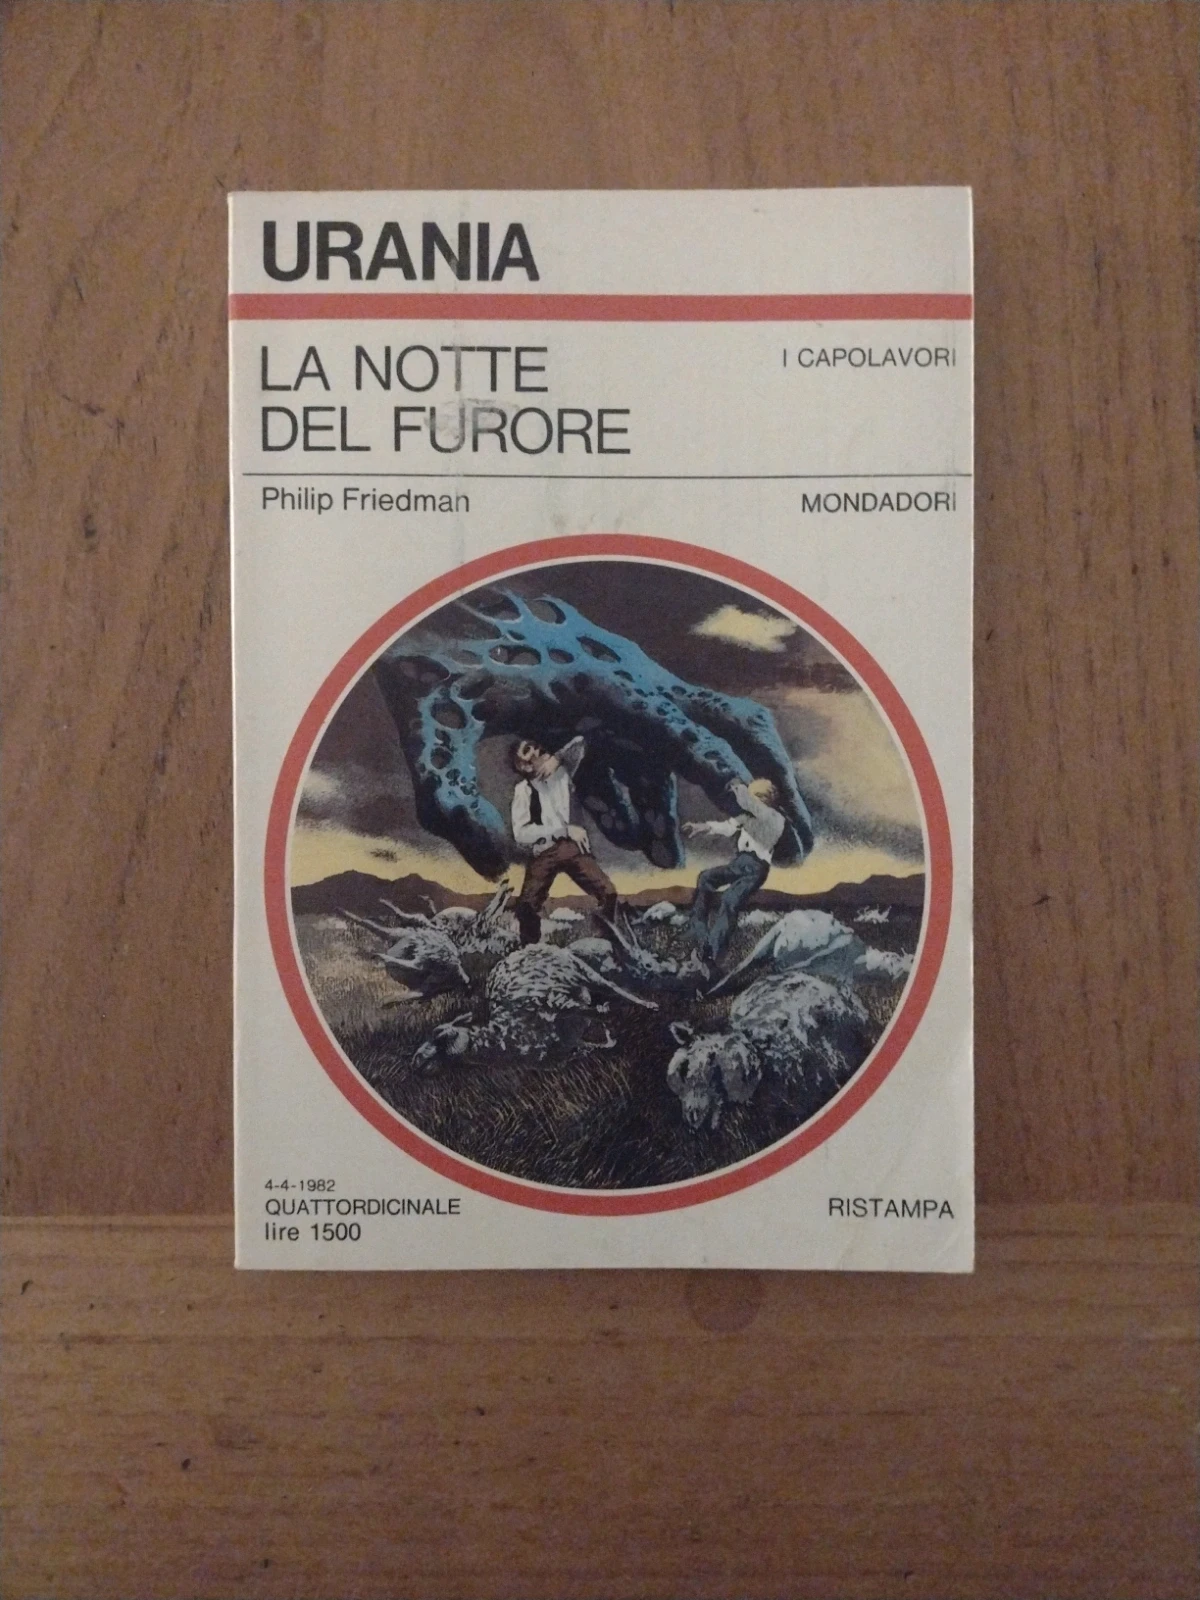 URANIA
LA NOTTE
DEL FURORE
I CAPOLAVORI
Philip Friedman
MONDADORI
4-4-1982
QUATTORDICINALE
lire 1500
RISTAMPA